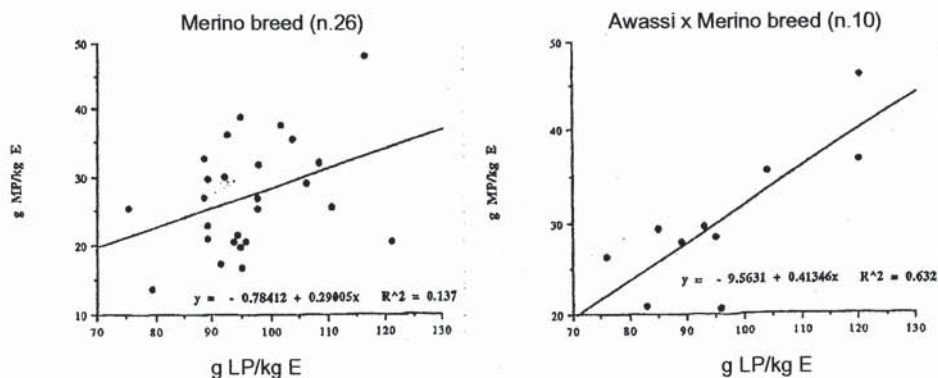 Merino breed (n.26)
50
40
30
20
10
g MP/kg E
y = - 0.78412 + 0.29005x R^2 = 0.137
70 80 90 100 110 120 130
g LP/kg E
Awassi x Merino breed (n.10)
50
40
30
20
g MP/kg E
y = - 9.5631 + 0.41346x R^2 = 0.632
70 80 90 100 110 120 130
g LP/kg E